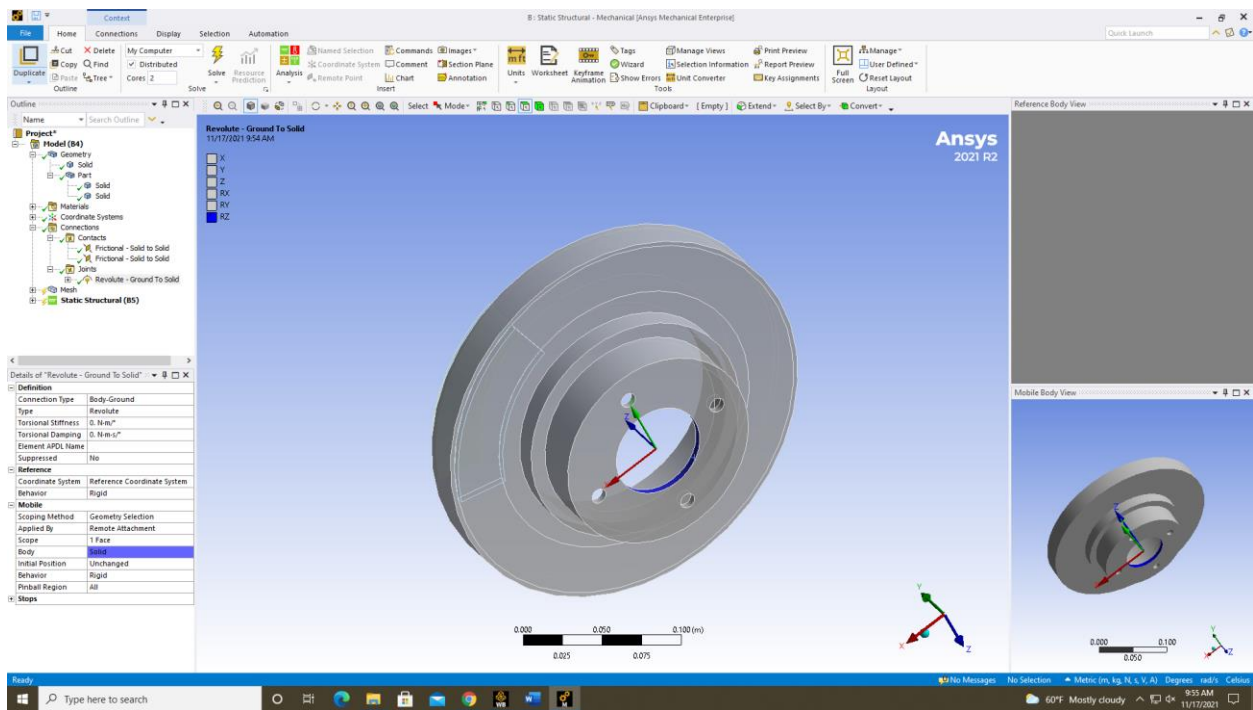 Context
B : Static Structural - Mechanical [Ansys Mechanical Enterprise]
File Home Connections Display Selection Automation Quick Launch
Duplicate Cut Copy Paste Delete Find Tree
Outline
My Computer
Distributed
Cores 2
Solve Resource Prediction
Solve
Analysis Named Selection Coordinate System Remote Point Commands Comment Chart Images Section Plane Annotation
Insert
Units Worksheet Keyframe Animation Tags Wizard Show Errors Manage Views Selection Information Unit Converter Print Preview Report Preview Key Assignments
Tools
Full Screen Manage User Defined Reset Layout
Layout
Outline
Name Search Outline
Select Mode Clipboard [ Empty ] Extend Select By Convert
Project*
Model (B4)
Geometry
Solid
Part
Solid
Solid
Materials
Coordinate Systems
Connections
Contacts
Frictional - Solid to Solid
Frictional - Solid to Solid
Joints
Revolute - Ground To Solid
Mesh
Static Structural (B5)
Details of "Revolute - Ground To Solid"
Definition
Connection Type Body-Ground
Type Revolute
Torsional Stiffness 0. N·m/°
Torsional Damping 0. N·m·s/°
Element APDL Name
Suppressed No
Reference
Coordinate System Reference Coordinate System
Behavior Rigid
Mobile
Scoping Method Geometry Selection
Applied By Remote Attachment
Scope 1 Face
Body Solid
Initial Position Unchanged
Behavior Rigid
Pinball Region All
Stops
Revolute - Ground To Solid
11/17/2021 9:54 AM
X
Y
Z
RX
RY
RZ
Ansys
2021 R2
Z
X
0.000 0.050 0.100 (m)
0.025 0.075
Y
X
Z
Reference Body View
Mobile Body View
Z
X
0.000 0.100
0.050
Y
X
Z
Ready
No Messages No Selection Metric (m, kg, N, s, V, A) Degrees rad/s Celsius
Type here to search
60°F Mostly cloudy
9:55 AM
11/17/2021